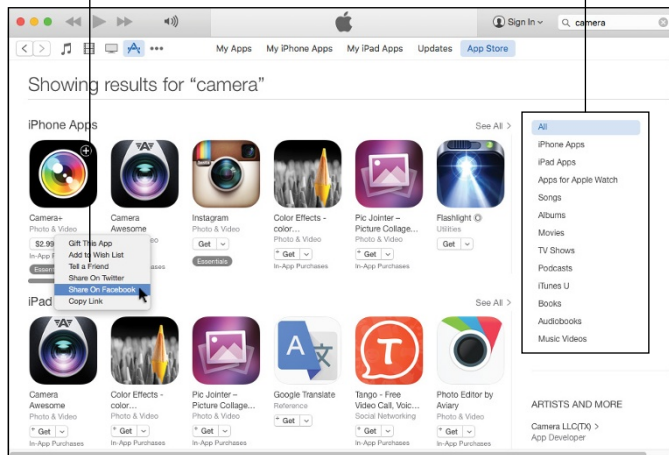 Sign In
camera
My Apps My iPhone Apps My iPad Apps Updates App Store
Showing results for “camera”
iPhone Apps
See All >
Camera+
Photo & Video
$2.99
In-App
Camera
Awesome
Instagram
Photo & Video
Get
Essentials
Color Effects -
color...
Photo & Video
+ Get
In-App Purchases
Pic Jointer –
Picture Collage...
Photo & Video
+ Get
In-App Purchases
Flashlight
Utilities
Get
Gift This App
Add to Wish List
Tell a Friend
Share On Twitter
Share On Facebook
Copy Link
iPad
See All >
Camera
Awesome
Photo & Video
+ Get
In-App Purchases
Color Effects -
color...
Photo & Video
+ Get
In-App Purchases
Pic Jointer –
Picture Collage...
Photo & Video
+ Get
In-App Purchases
Google Translate
Reference
+ Get
Tango - Free
Video Call, Voic...
Social Networking
+ Get
In-App Purchases
Photo Editor by
Aviary
Photo & Video
+ Get
In-App Purchases
All
iPhone Apps
iPad Apps
Apps for Apple Watch
Songs
Albums
Movies
TV Shows
Podcasts
iTunes U
Books
Audiobooks
Music Videos
ARTISTS AND MORE
Camera LLC(TX) >
App Developer